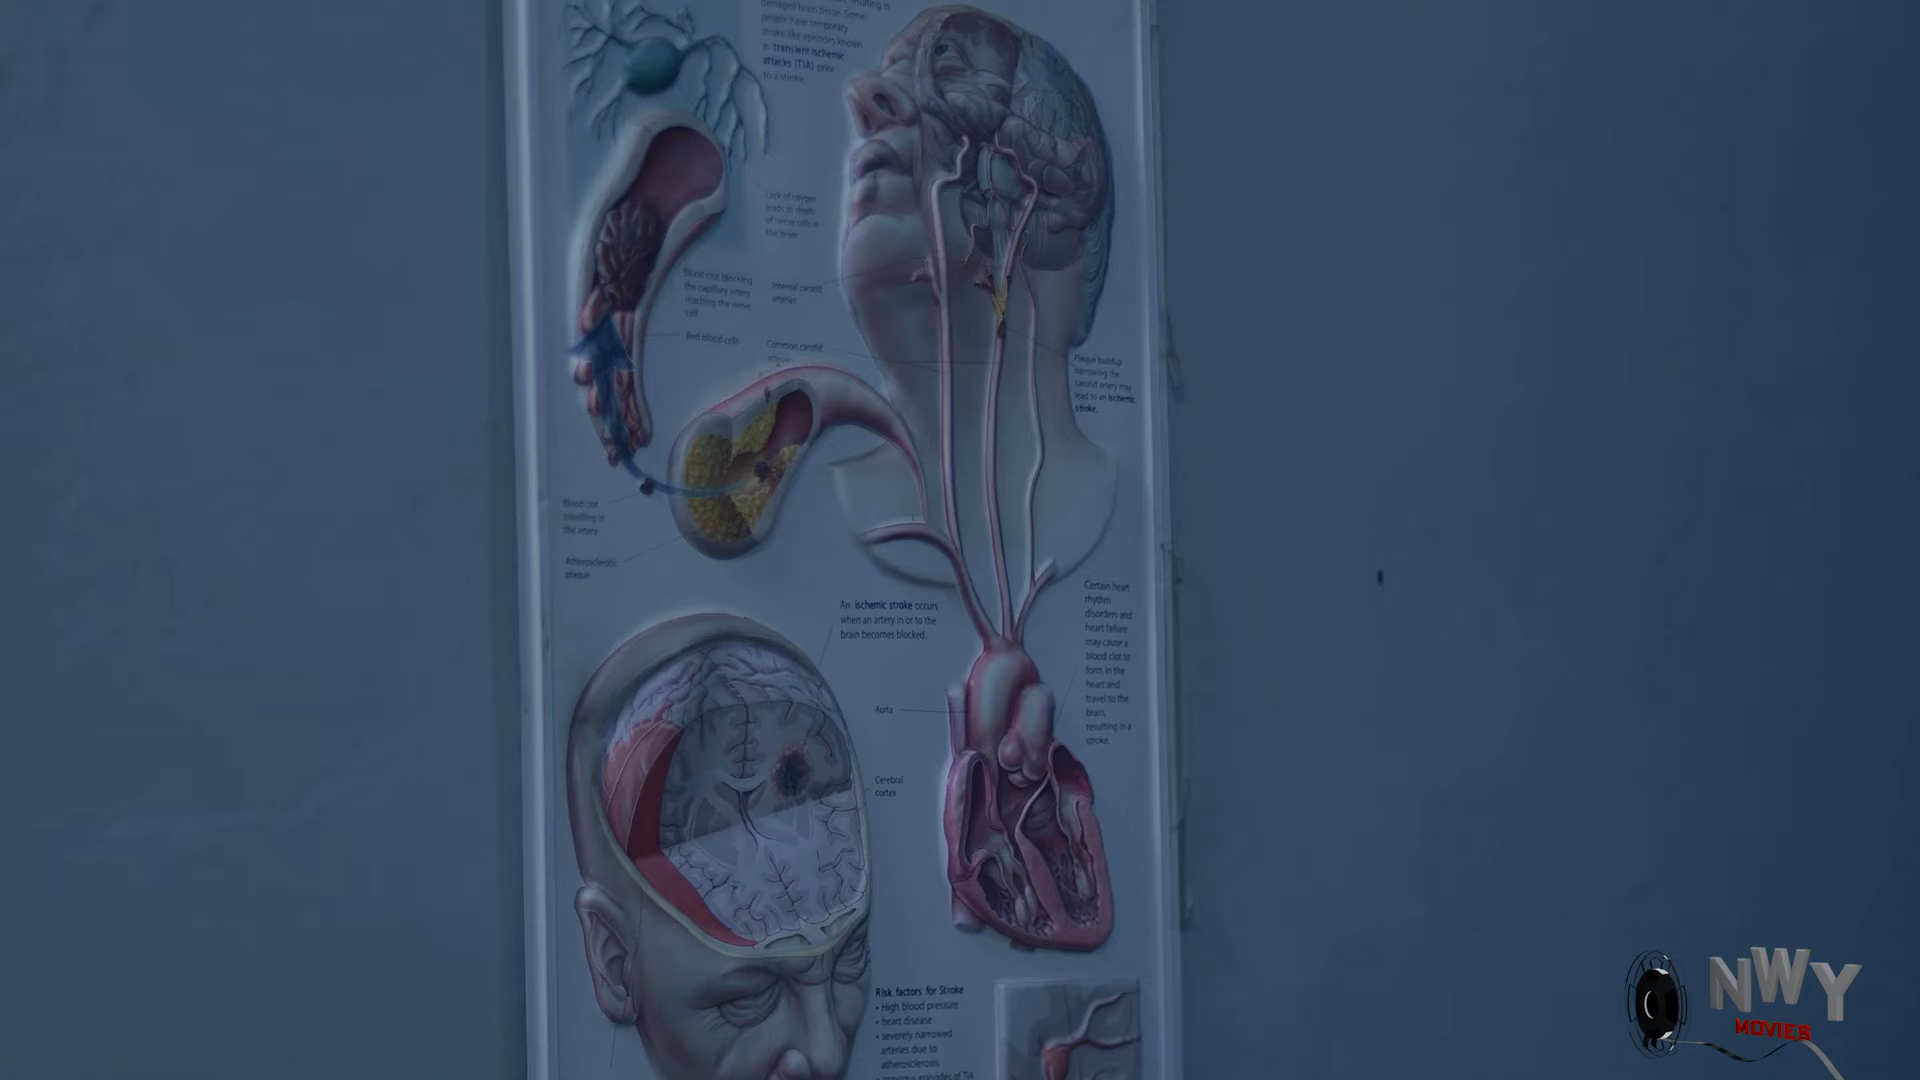 damaged brain tissue. Some
people have temporary
stroke-like episodes known
transient ischemic
attacks (TIA) prior
to a stroke.
Lack of oxygen
leads to death
of nerve cells in
the brain
Blood clot blocking
the capillary artery
reaching the nerve
cell
Internal carotid
arteries
Red blood cells
Common carotid
Plaque buildup
narrowing the
carotid artery may
lead to an ischemic
stroke.
Blood clot
travelling in
the artery
Atherosclerotic
plaque
An ischemic stroke occurs
when an artery in or to the
brain becomes blocked.
Certain heart
rhythm
disorders and
heart failure
may cause a
blood clot to
form in the
heart and
travel to the
brain,
resulting in a
stroke.
Aorta
Cerebral
cortex
Risk factors for Stroke
• High blood pressure
• heart disease
• severely narrowed
arteries due to
atherosclerosis
• previous episodes of TIA
NWY
MOVIES